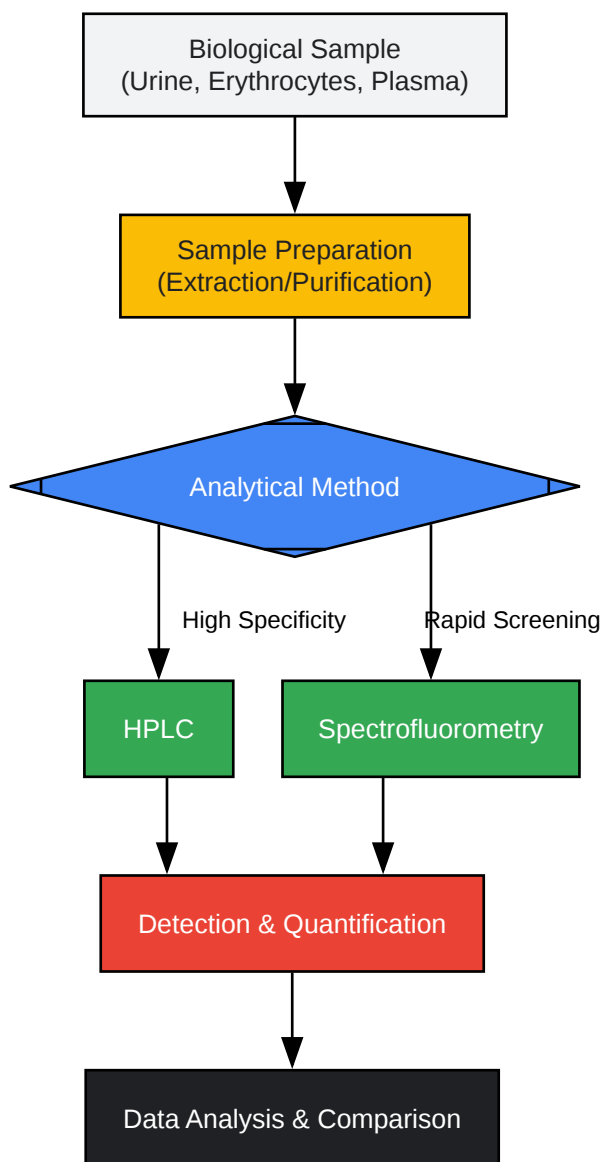 Biological Sample
(Urine, Erythrocytes, Plasma)
Sample Preparation
(Extraction/Purification)
Analytical Method
High Specificity
Rapid Screening
HPLC
Spectrofluorometry
Detection & Quantification
Data Analysis & Comparison